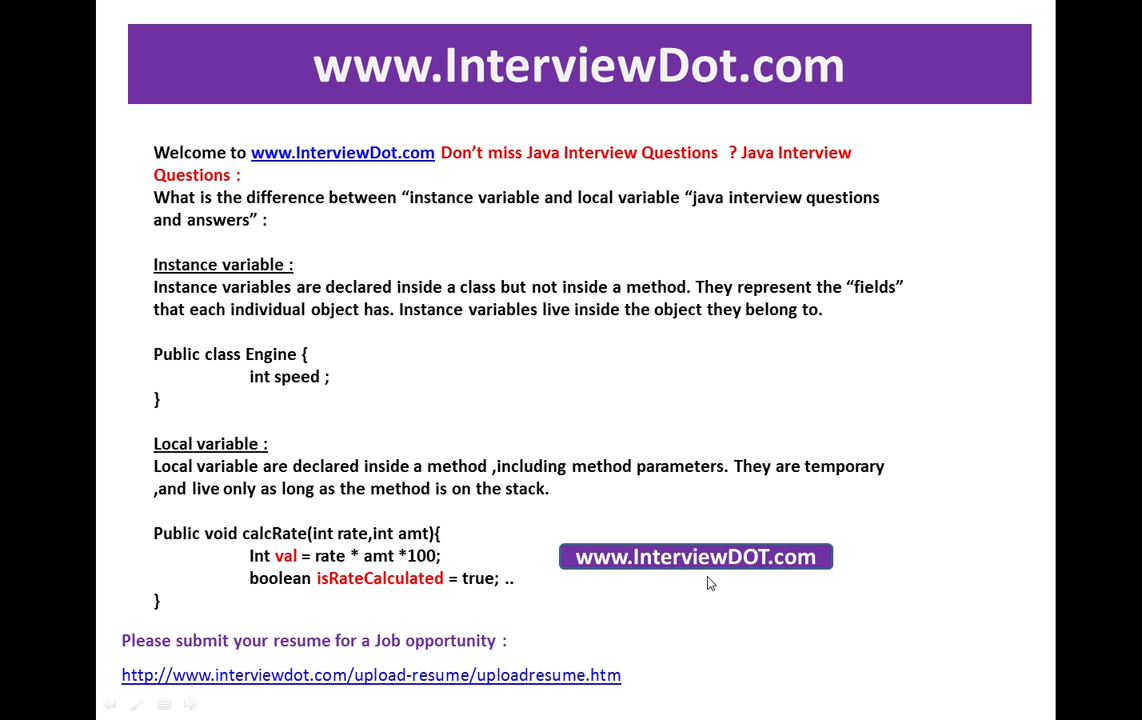 www.InterviewDot.com
Welcome to www.InterviewDot.com Don’t miss Java Interview Questions ? Java Interview
Questions :
What is the difference between “instance variable and local variable “java interview questions
and answers” :
Instance variable :
Instance variables are declared inside a class but not inside a method. They represent the “fields”
that each individual object has. Instance variables live inside the object they belong to.
Public class Engine {
int speed ;
}
Local variable :
Local variable are declared inside a method ,including method parameters. They are temporary
,and live only as long as the method is on the stack.
Public void calcRate(int rate,int amt){
Int val = rate * amt *100;
boolean isRateCalculated = true; ..
}
www.InterviewDOT.com
Please submit your resume for a Job opportunity :
http://www.interviewdot.com/upload-resume/uploadresume.htm